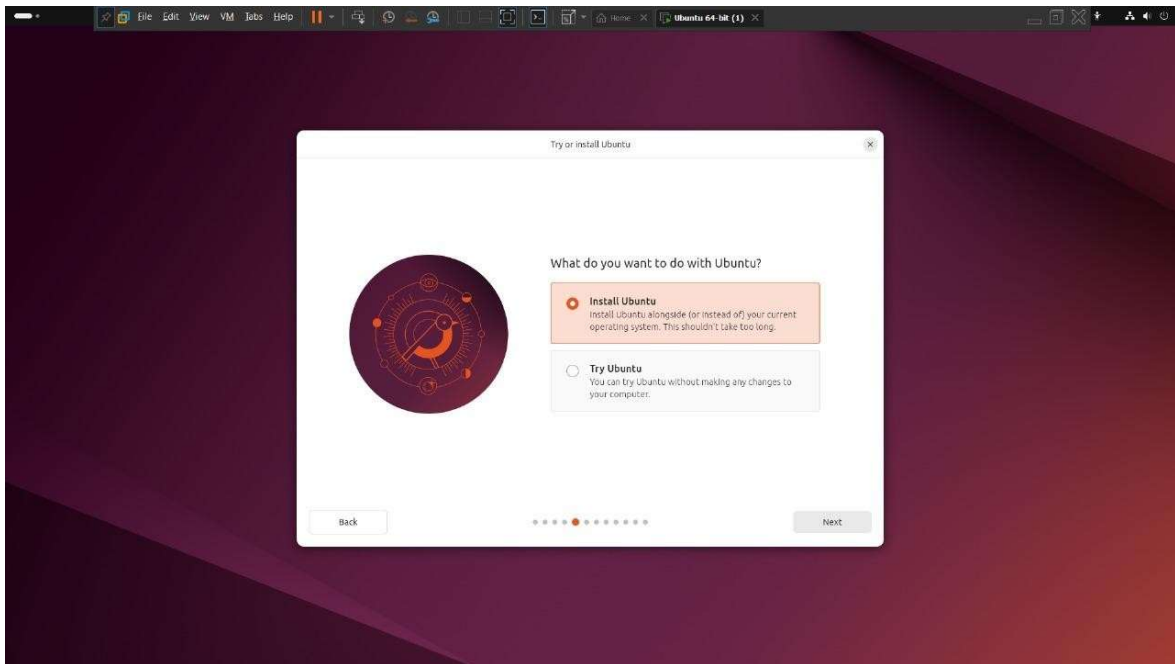 File Edit View VM Tabs Help Home Ubuntu 64-bit (1)
Try or install Ubuntu
What do you want to do with Ubuntu?
Install Ubuntu
Install Ubuntu alongside (or instead of) your current
operating system. This shouldn't take too long.
Try Ubuntu
You can try Ubuntu without making any changes to
your computer.
Back
Next